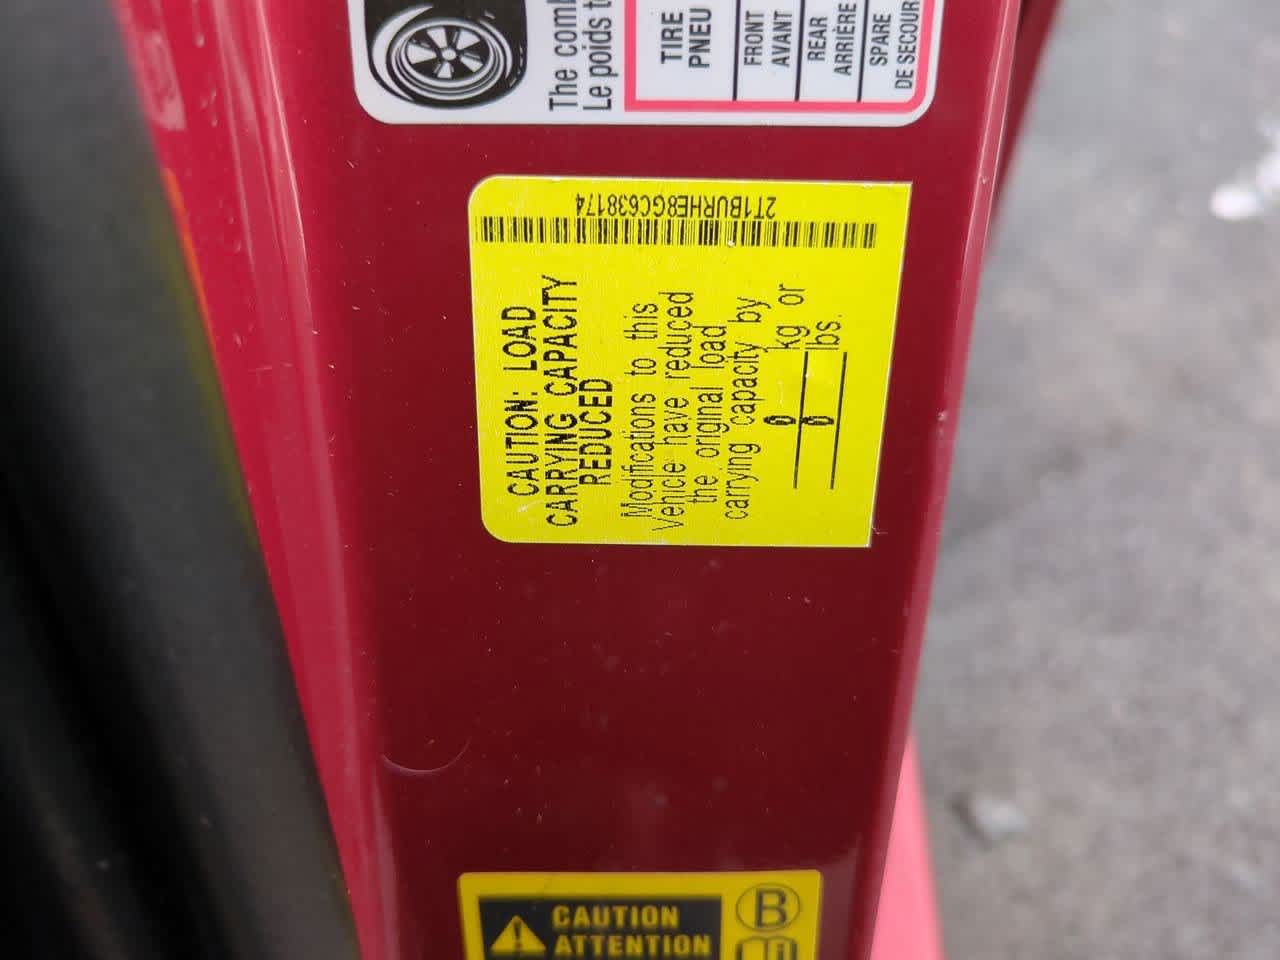 The
Le poids
TIRE
PNEU
FRONT
AVANT
REAR
ARRIÈRE
SPARE
DE SECOUR
2T1BURHE8GC638174
CAUTION: LOAD
CARRYING CAPACITY
REDUCED
Modifications to this
Vehicle have reduced
the original load
carrying capacity by
0 kg or
0 lbs.
CAUTION
ATTENTION
B